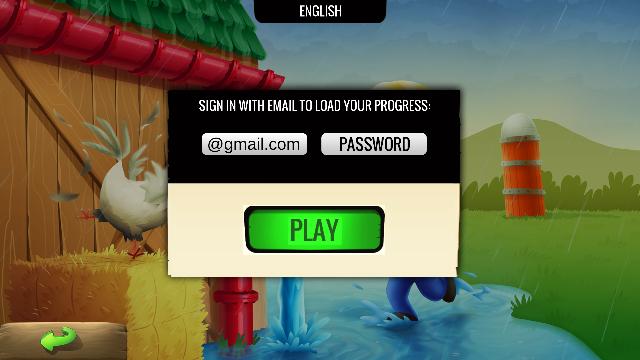 ENGLISH
SIGN IN WITH EMAIL TO LOAD YOUR PROGRESS:
@gmail.com PASSWORD
PLAY